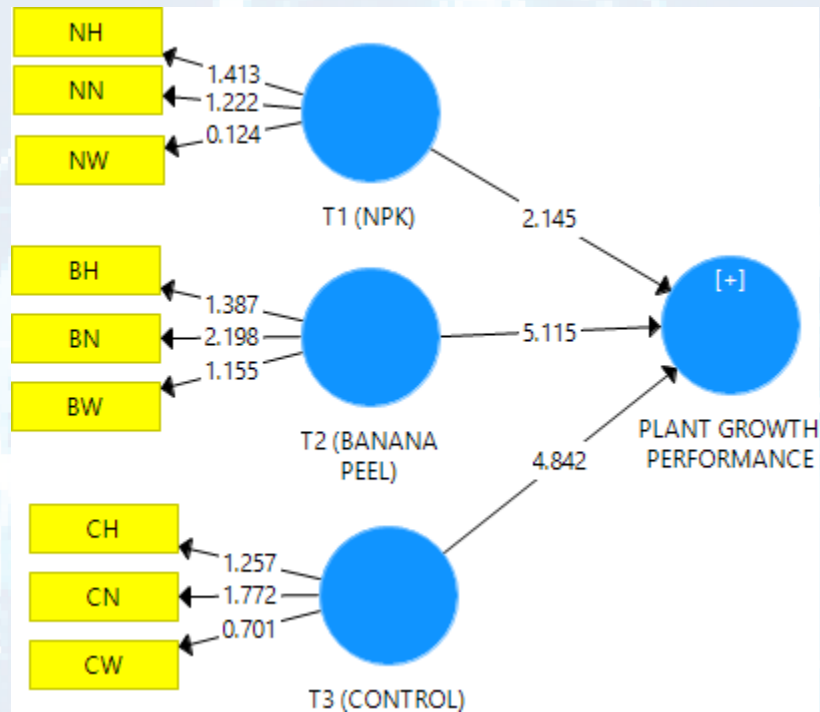 NH
NN
NW
1.413
1.222
0.124
T1 (NPK)
2.145
BH
BN
BW
1.387
2.198
1.155
T2 (BANANA
PEEL)
5.115
[+]
PLANT GROWTH
PERFORMANCE
4.842
CH
CN
CW
1.257
1.772
0.701
T3 (CONTROL)